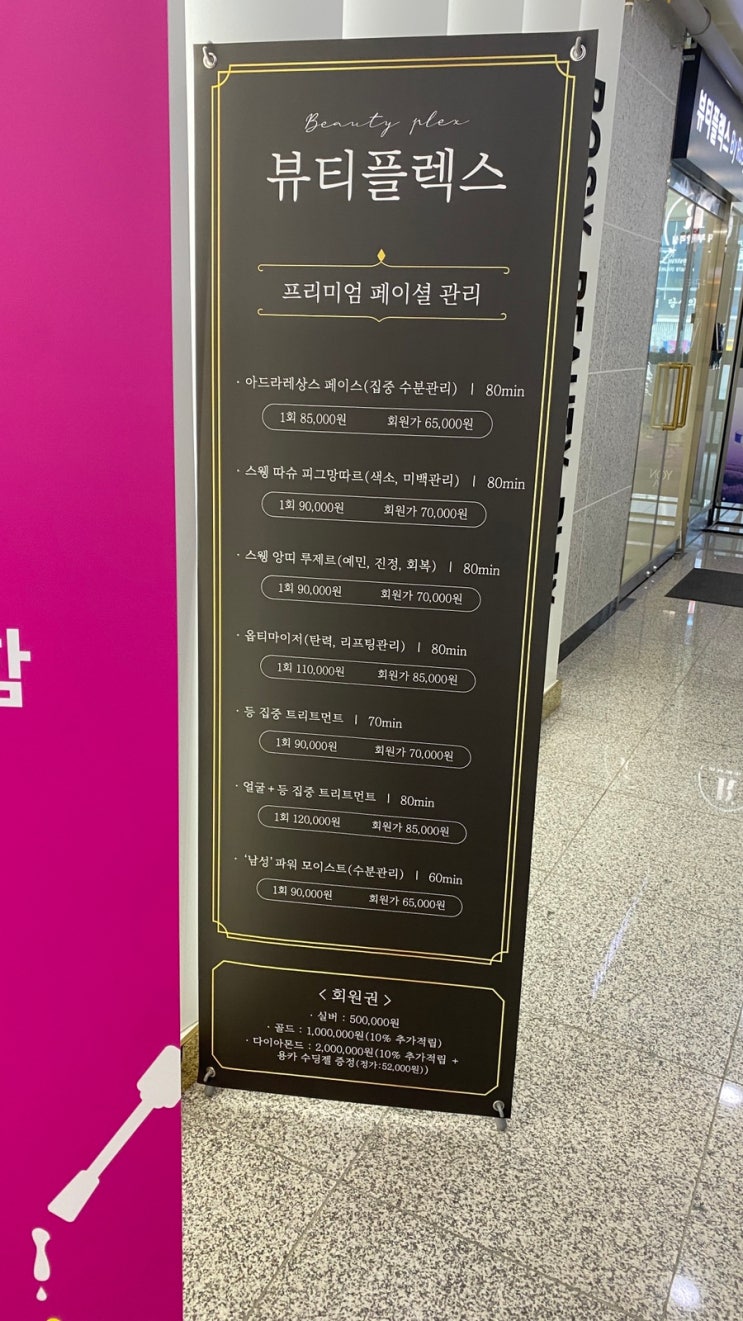 Beauty plex
뷰티플렉스
프리미엄 페이셜 관리
· 아드라레상스 페이스(집중 수분관리) | 80min
1회 85,000원 회원가 65,000원
· 스웽 따슈 피그망따르(색소, 미백관리) | 80min
1회 90,000원 회원가 70,000원
· 스웽 앙띠 루제르(예민, 진정, 회복) | 80min
1회 90,000원 회원가 70,000원
· 옵티마이저(탄력, 리프팅관리) | 80min
1회 110,000원 회원가 85,000원
· 등 집중 트리트먼트 | 70min
1회 90,000원 회원가 70,000원
· 얼굴+등 집중 트리트먼트 | 80min
1회 120,000원 회원가 85,000원
· '남성' 파워 모이스트(수분관리) | 60min
1회 90,000원 회원가 65,000원
< 회원권 >
· 실버 : 500,000원
· 골드 : 1,000,000원(10% 추가적립)
· 다이아몬드 : 2,000,000원(10% 추가적립 +
용카 수딩젤 증정(정가:52,000원))
ROSY BEAUTY PLEX
뷰티플렉스 By
YON